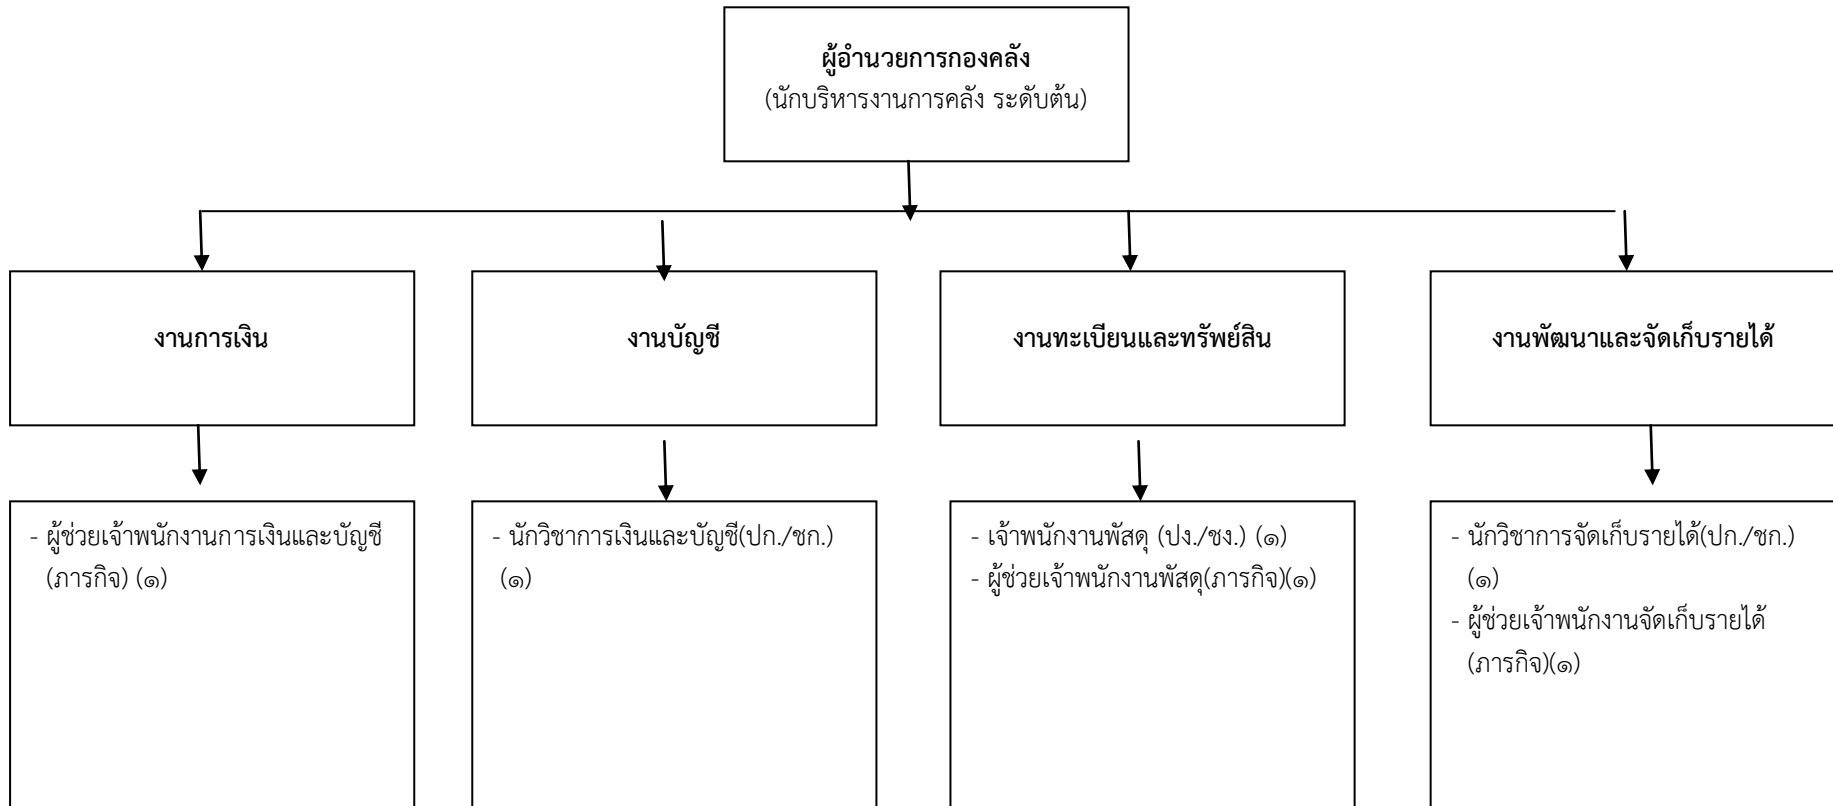 ผู้อำนวยการกองคลัง
(นักบริหารงานการคลัง ระดับต้น)
งานการเงิน
งานบัญชี
งานทะเบียนและทรัพย์สิน
งานพัฒนาและจัดเก็บรายได้
- ผู้ช่วยเจ้าพนักงานการเงินและบัญชี
(ภารกิจ) (๑)
- นักวิชาการเงินและบัญชี(ปก./ชก.)
(๑)
- เจ้าพนักงานพัสดุ (ปง./ชง.) (๑)
- ผู้ช่วยเจ้าพนักงานพัสดุ(ภารกิจ)(๑)
- นักวิชาการจัดเก็บรายได้(ปก./ชก.)
(๑)
- ผู้ช่วยเจ้าพนักงานจัดเก็บรายได้
(ภารกิจ)(๑)